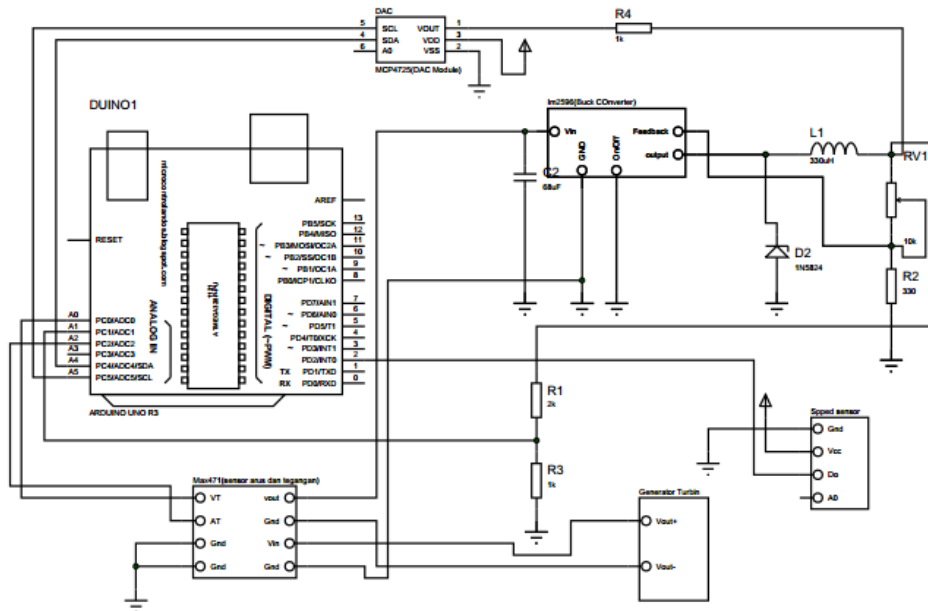 DAC
5 SCL VOUT 1
4 SDA VDD 3
6 A0 VSS 2
MCP4725(DAC Module)
R4
1k
DUINO1
lm2596(Buck COnverter)
Vin
GND
On/Off
Feedback
output
C2
68uF
L1
330uH
RV1
10k
D2
1N5824
R2
330
microcontrolandos.blogspot.com
RESET
AREF
PB5/SCK 13
PB4/MISO 12
~ PB3/MOSI/OC2A 11
~ PB2/SS/OC1B 10
~ PB1/OC1A 9
PB0/ICP1/CLKO 8
PD7/AIN1 7
~ PD6/AIN0 6
~ PD5/T1 5
PD4/T0/XCK 4
~ PD3/INT1 3
PD2/INT0 2
TX PD1/TXD 1
RX PD0/RXD 0
DIGITAL (~PWM)
ANALOG IN
A0 PC0/ADC0
A1 PC1/ADC1
A2 PC2/ADC2
A3 PC3/ADC3
A4 PC4/ADC4/SDA
A5 PC5/ADC5/SCL
ARDUINO UNO R3
R1
2k
R3
1k
Spped sensor
Gnd
Vcc
Do
A0
Max471(sensor arus dan tegangan)
VT
AT
Gnd
Gnd
vout
Gnd
Vin
Gnd
Generator Turbin
Vout+
Vout-